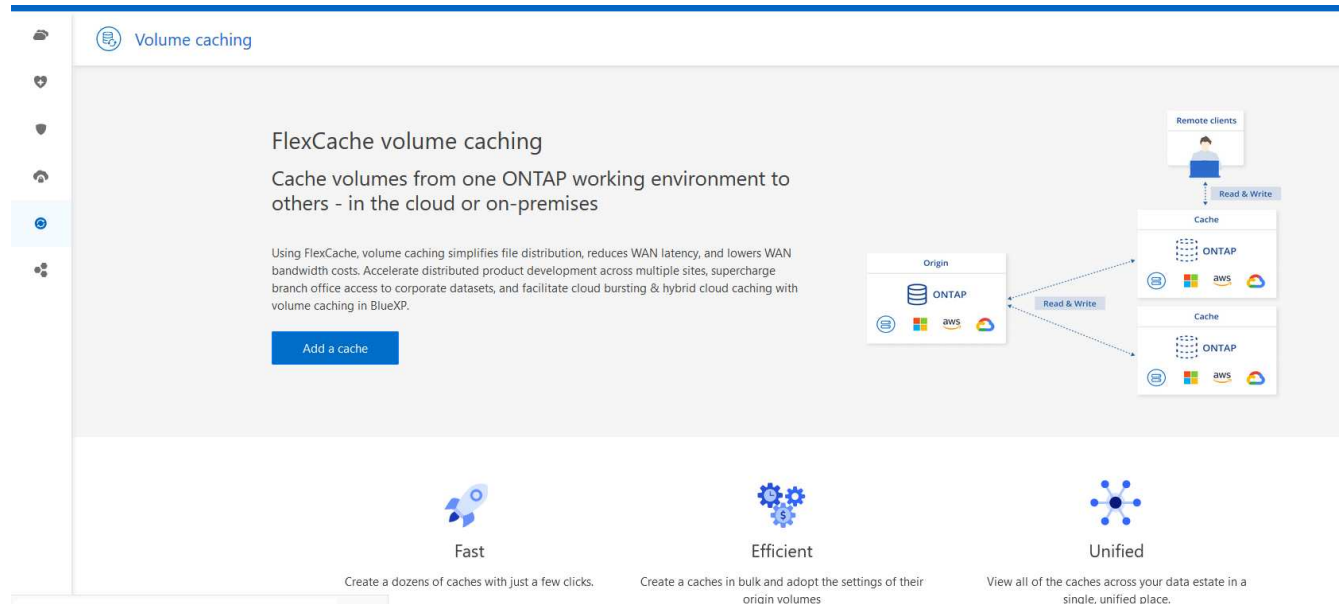 Volume caching
FlexCache volume caching
Cache volumes from one ONTAP working environment to
others - in the cloud or on-premises
Using FlexCache, volume caching simplifies file distribution, reduces WAN latency, and lowers WAN
bandwidth costs. Accelerate distributed product development across multiple sites, supercharge
branch office access to corporate datasets, and facilitate cloud bursting & hybrid cloud caching with
volume caching in BlueXP.
Add a cache
Remote clients
Read & Write
Cache
ONTAP
aws
Origin
ONTAP
aws
Read & Write
Cache
ONTAP
aws
Fast
Create a dozens of caches with just a few clicks.
Efficient
$
Create a caches in bulk and adopt the settings of their
origin volumes
Unified
View all of the caches across your data estate in a
single, unified place.